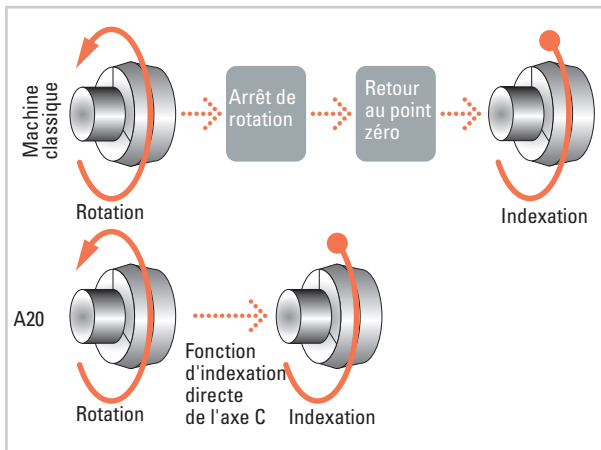 Machine
classique
Arrêt de
rotation
Retour
au point
zéro
Rotation
Indexation
A20
Fonction
d'indexation
directe
de l'axe C
Rotation
Indexation